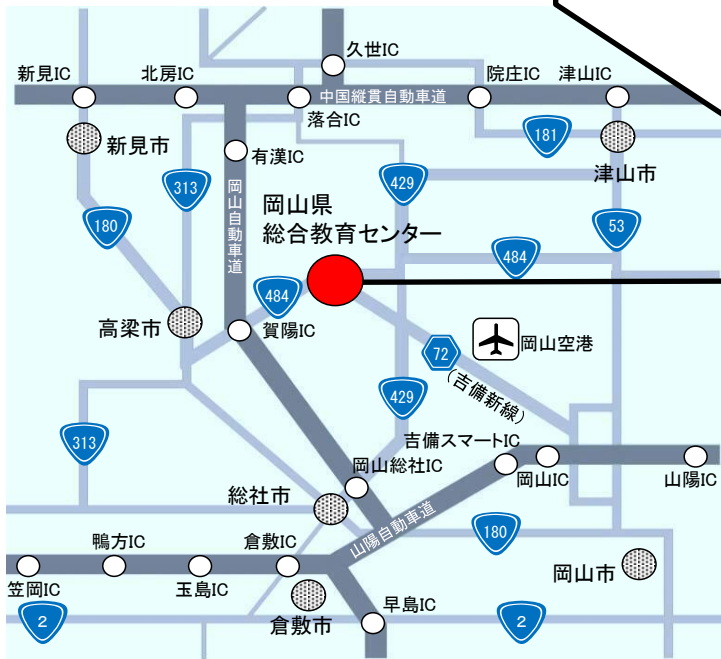 久世IC
新見IC
北房IC
院庄IC
津山IC
中国縦貫自動車道
落合IC
新見市
181
有漢IC
津山市
313
429
岡山自動車道
岡山県
総合教育センター
180
53
484
484
高梁市
賀陽IC
岡山空港
72
(吉備新線)
429
吉備スマートIC
313
岡山総社IC
岡山IC
山陽IC
総社市
山陽自動車道
180
鴨方IC
倉敷IC
岡山市
笠岡IC
玉島IC
早島IC
倉敷市
2
2